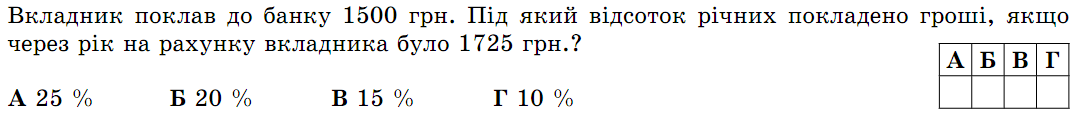 Вкладник поклав до банку 1500 грн. Під який відсоток річних покладено гроші, якщо
через рік на рахунку вкладника було 1725 грн.?
А Б В Г
А 25 % Б 20 % В 15 % Г 10 %